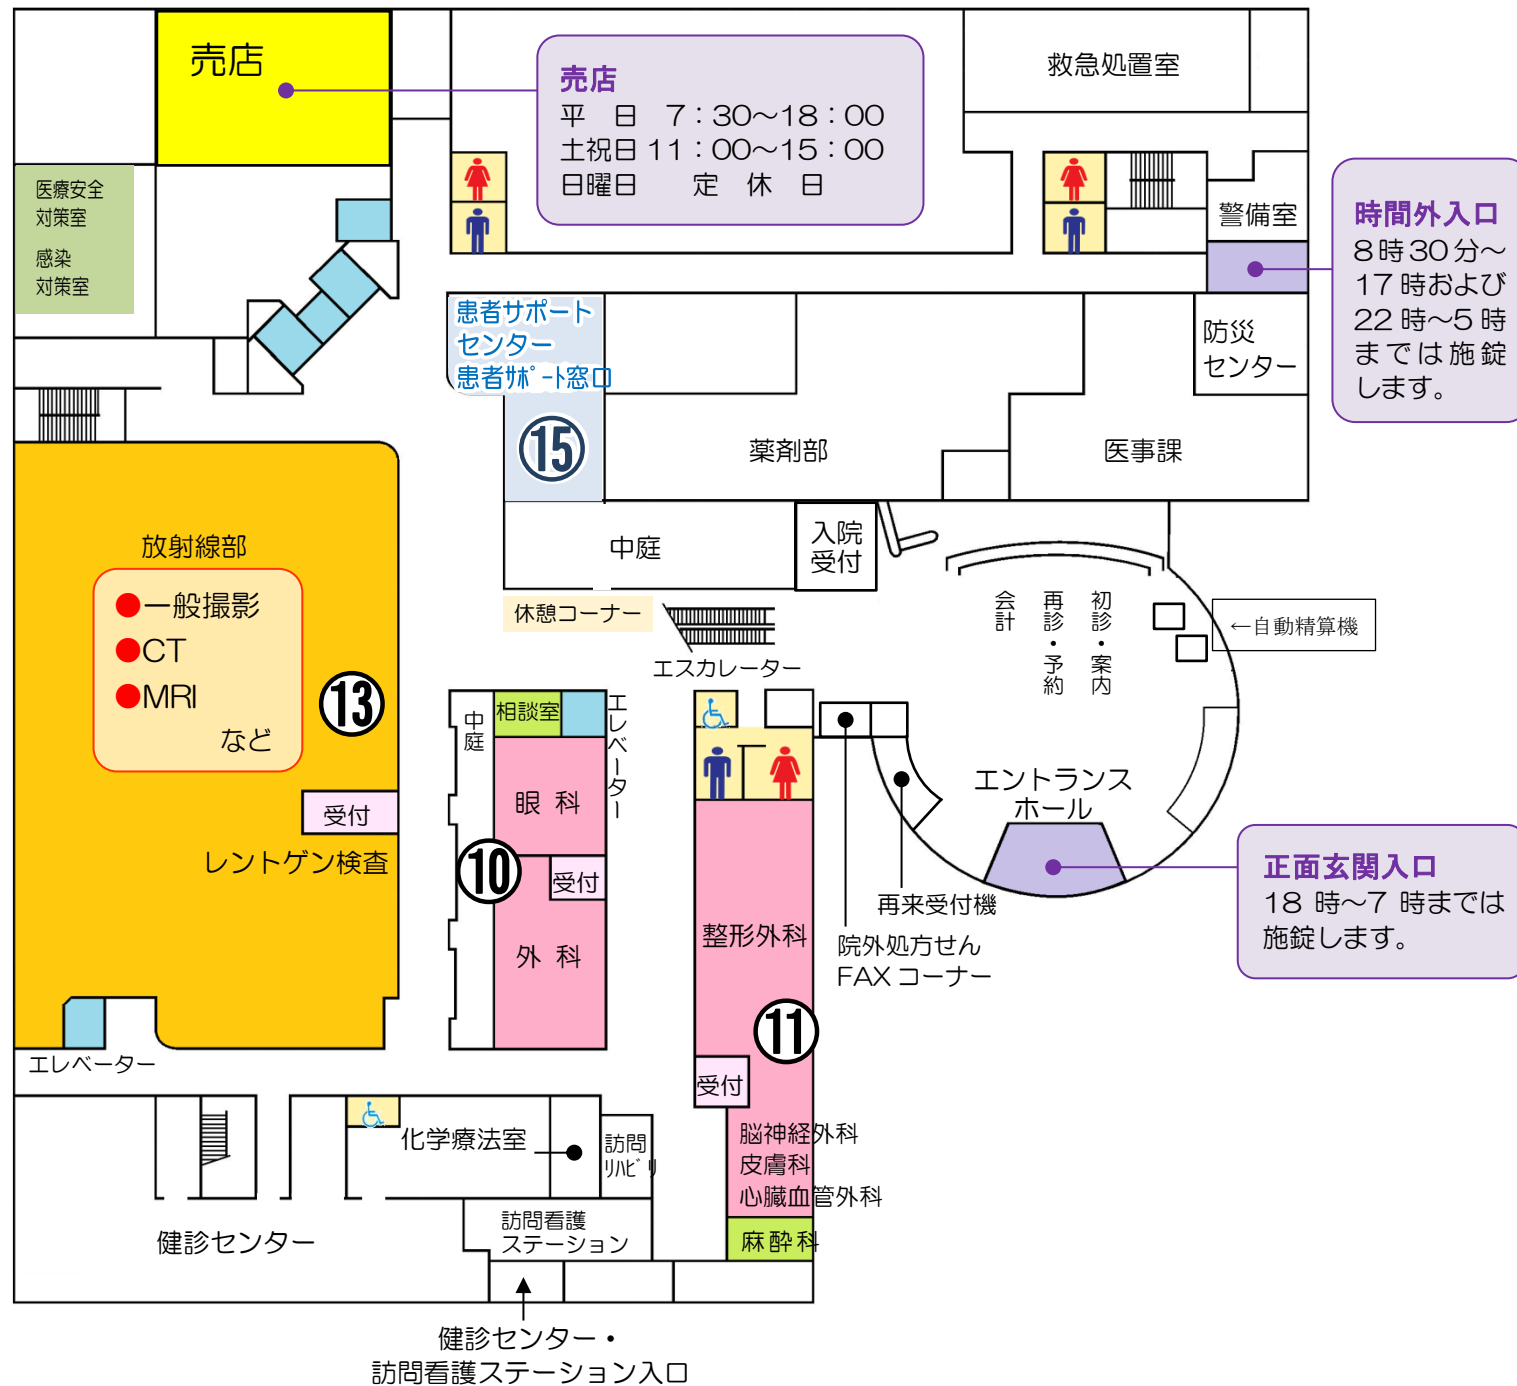 売店
売店
平　日　7：30～18：00
土祝日 11：00～15：00
日曜日　　定　休　日
救急処置室
医療安全
対策室
感染
対策室
警備室
時間外入口
8時30分～
17時および
22時～5時
までは施錠
します。
患者サポート
センター
患者ｻﾎﾟｰﾄ窓口
防災
センター
⑮
薬剤部
医事課
放射線部
中庭
入院
受付
●一般撮影
●CT
●MRI
など
⑬
休憩コーナー
エスカレーター
会計
再診・予約
初診・案内
←自動精算機
中庭
相談室
エレベーター
眼 科
エントランス
ホール
受付
レントゲン検査
⑩
受付
外 科
整形外科
再来受付機
院外処方せん
FAXコーナー
正面玄関入口
18 時～7 時までは
施錠します。
⑪
エレベーター
受付
化学療法室
訪問
ﾘﾊﾋﾞﾘ
脳神経外科
皮膚科
心臓血管外科
健診センター
訪問看護
ステーション
麻酔科
健診センター・
訪問看護ステーション入口